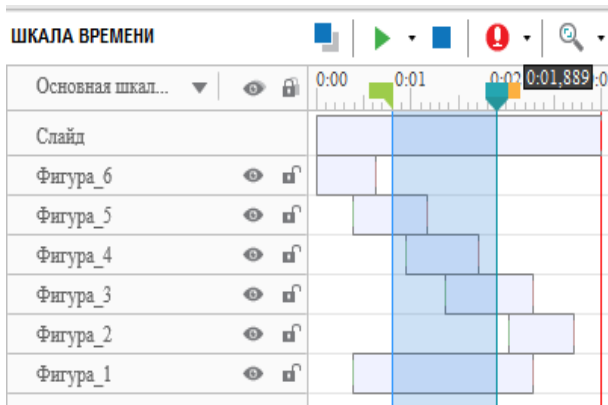 ШКАЛА ВРЕМЕНИ
Основная шкал...
0:00 0:01 0:02 0:01,889 :0
Слайд
Фигура_6
Фигура_5
Фигура_4
Фигура_3
Фигура_2
Фигура_1